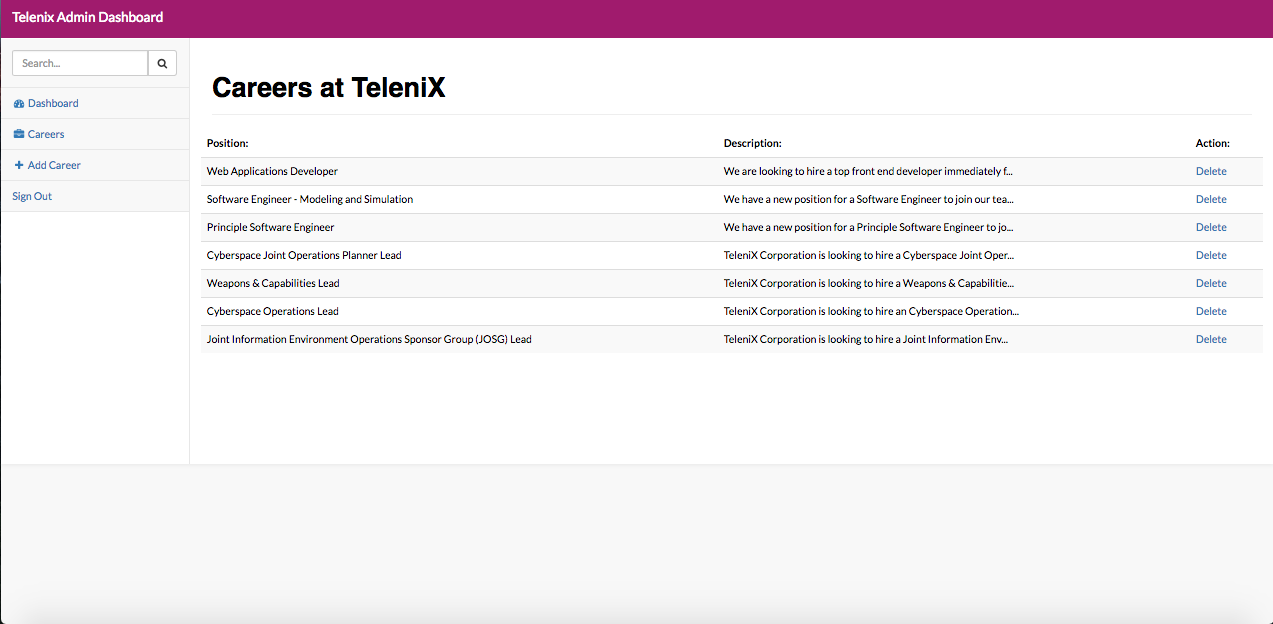 Telenix Admin Dashboard
Search...
Dashboard
Careers
Add Career
Sign Out
Careers at TeleniX
Position: Description: Action:
Web Applications Developer We are looking to hire a top front end developer immediately f... Delete
Software Engineer - Modeling and Simulation We have a new position for a Software Engineer to join our tea... Delete
Principle Software Engineer We have a new position for a Principle Software Engineer to jo... Delete
Cyberspace Joint Operations Planner Lead TeleniX Corporation is looking to hire a Cyberspace Joint Oper... Delete
Weapons & Capabilities Lead TeleniX Corporation is looking to hire a Weapons & Capabilitie... Delete
Cyberspace Operations Lead TeleniX Corporation is looking to hire an Cyberspace Operation... Delete
Joint Information Environment Operations Sponsor Group (JOSG) Lead TeleniX Corporation is looking to hire a Joint Information Env... Delete